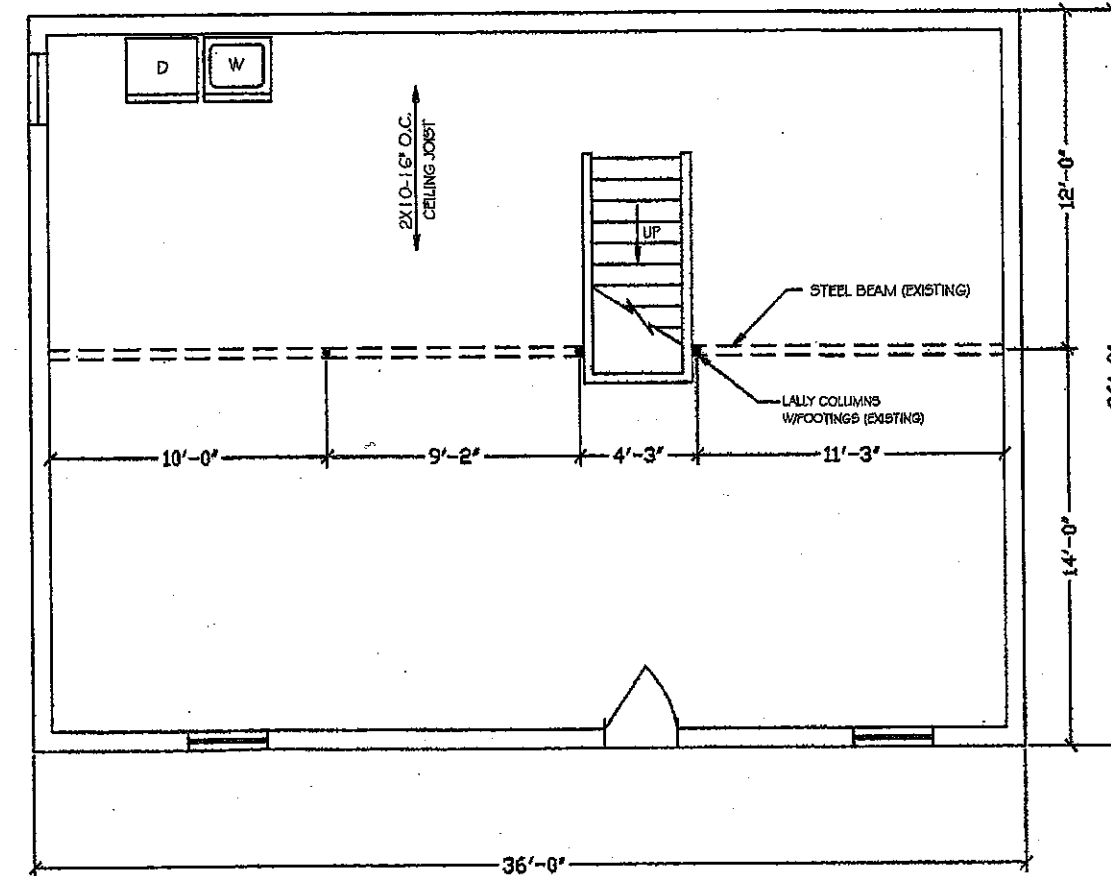 D
W
2X10-16" O.C.
CEILING JOIST
UP
12'-0"
STEEL BEAM (EXISTING)
LALLY COLUMNS
W/FOOTINGS (EXISTING)
10'-0"
9'-2"
4'-3"
11'-3"
14'-0"
36'-0"